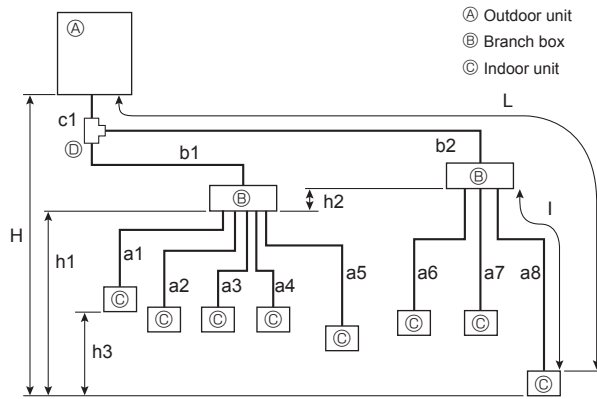 Ⓐ
Ⓐ Outdoor unit
Ⓑ Branch box
Ⓒ Indoor unit
L
c1
Ⓓ
b1
b2
Ⓑ
Ⓑ
h2
l
H
h1
a1
a2
a3
a4
a5
a6
a7
a8
Ⓒ
Ⓒ
Ⓒ
Ⓒ
Ⓒ
Ⓒ
Ⓒ
h3
Ⓒ